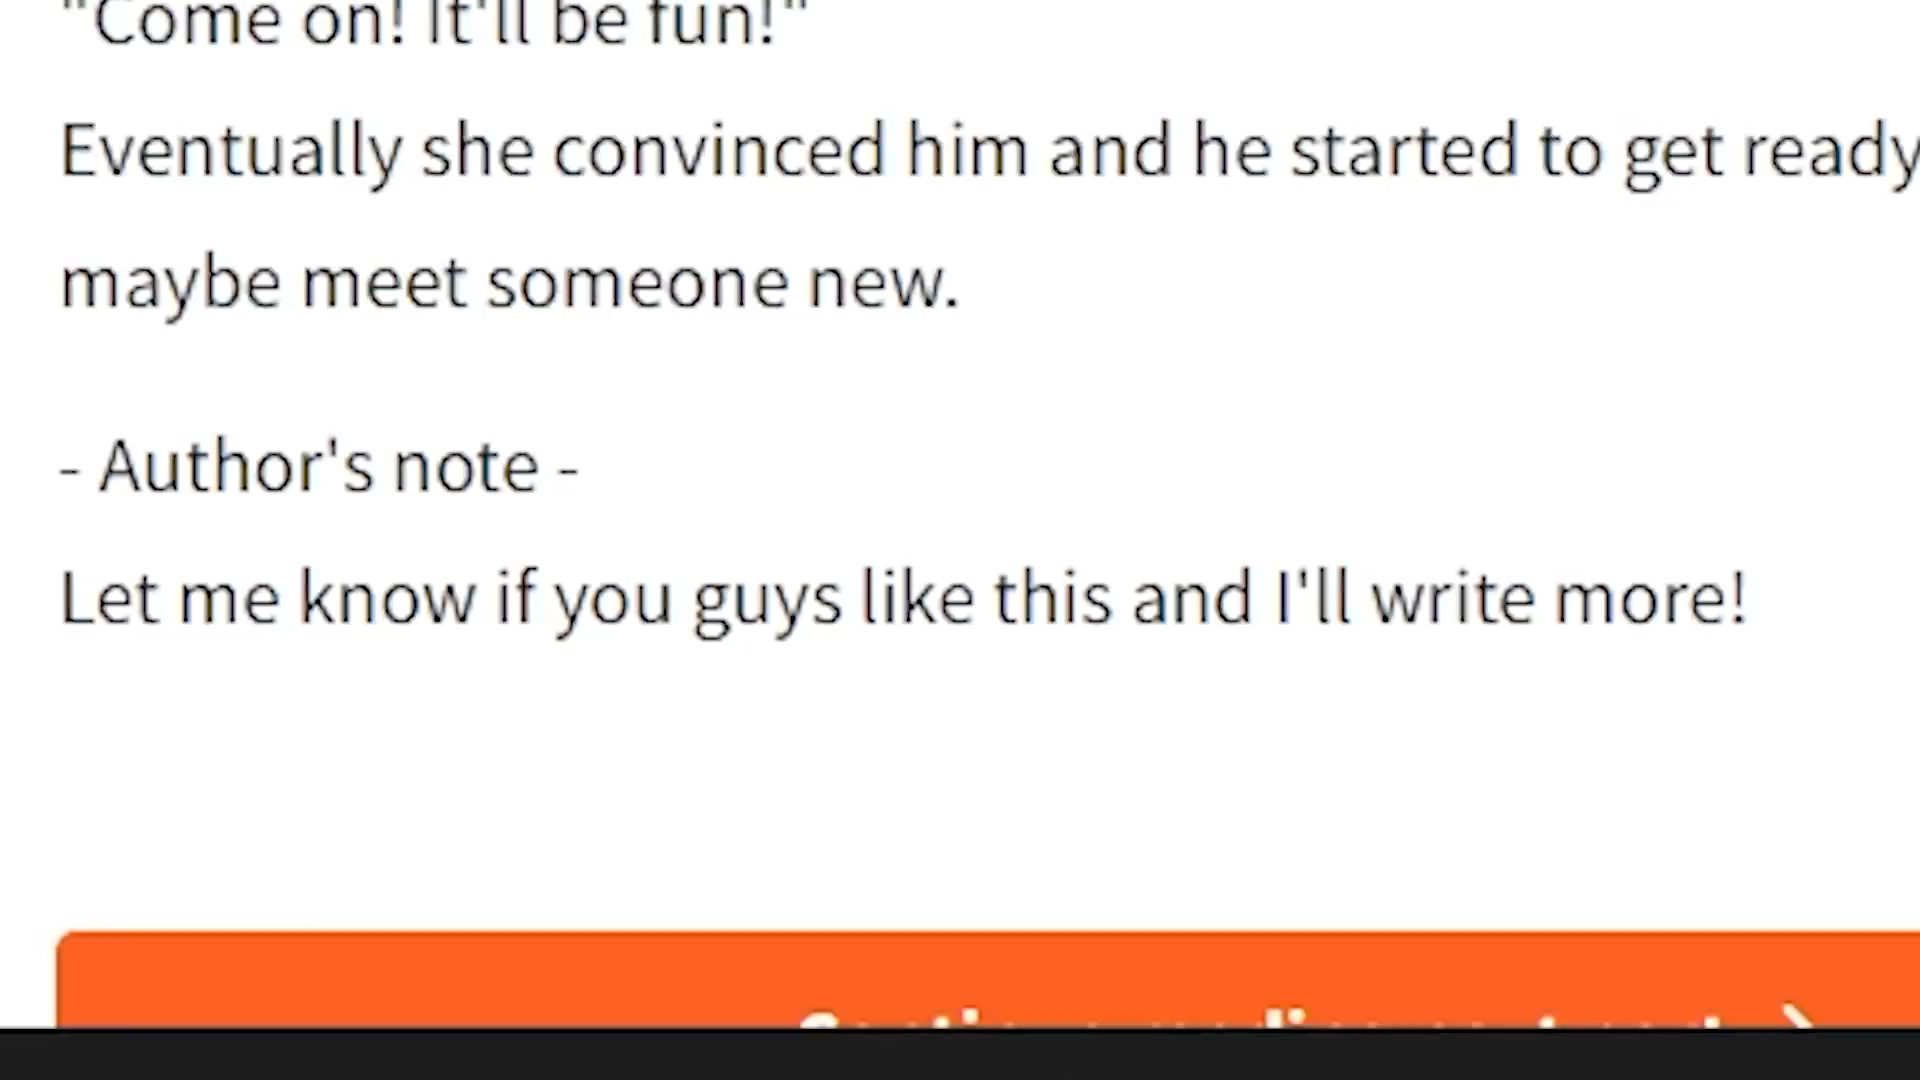 "Come on! It'll be fun!"
Eventually she convinced him and he started to get ready
maybe meet someone new.
- Author's note -
Let me know if you guys like this and I'll write more!